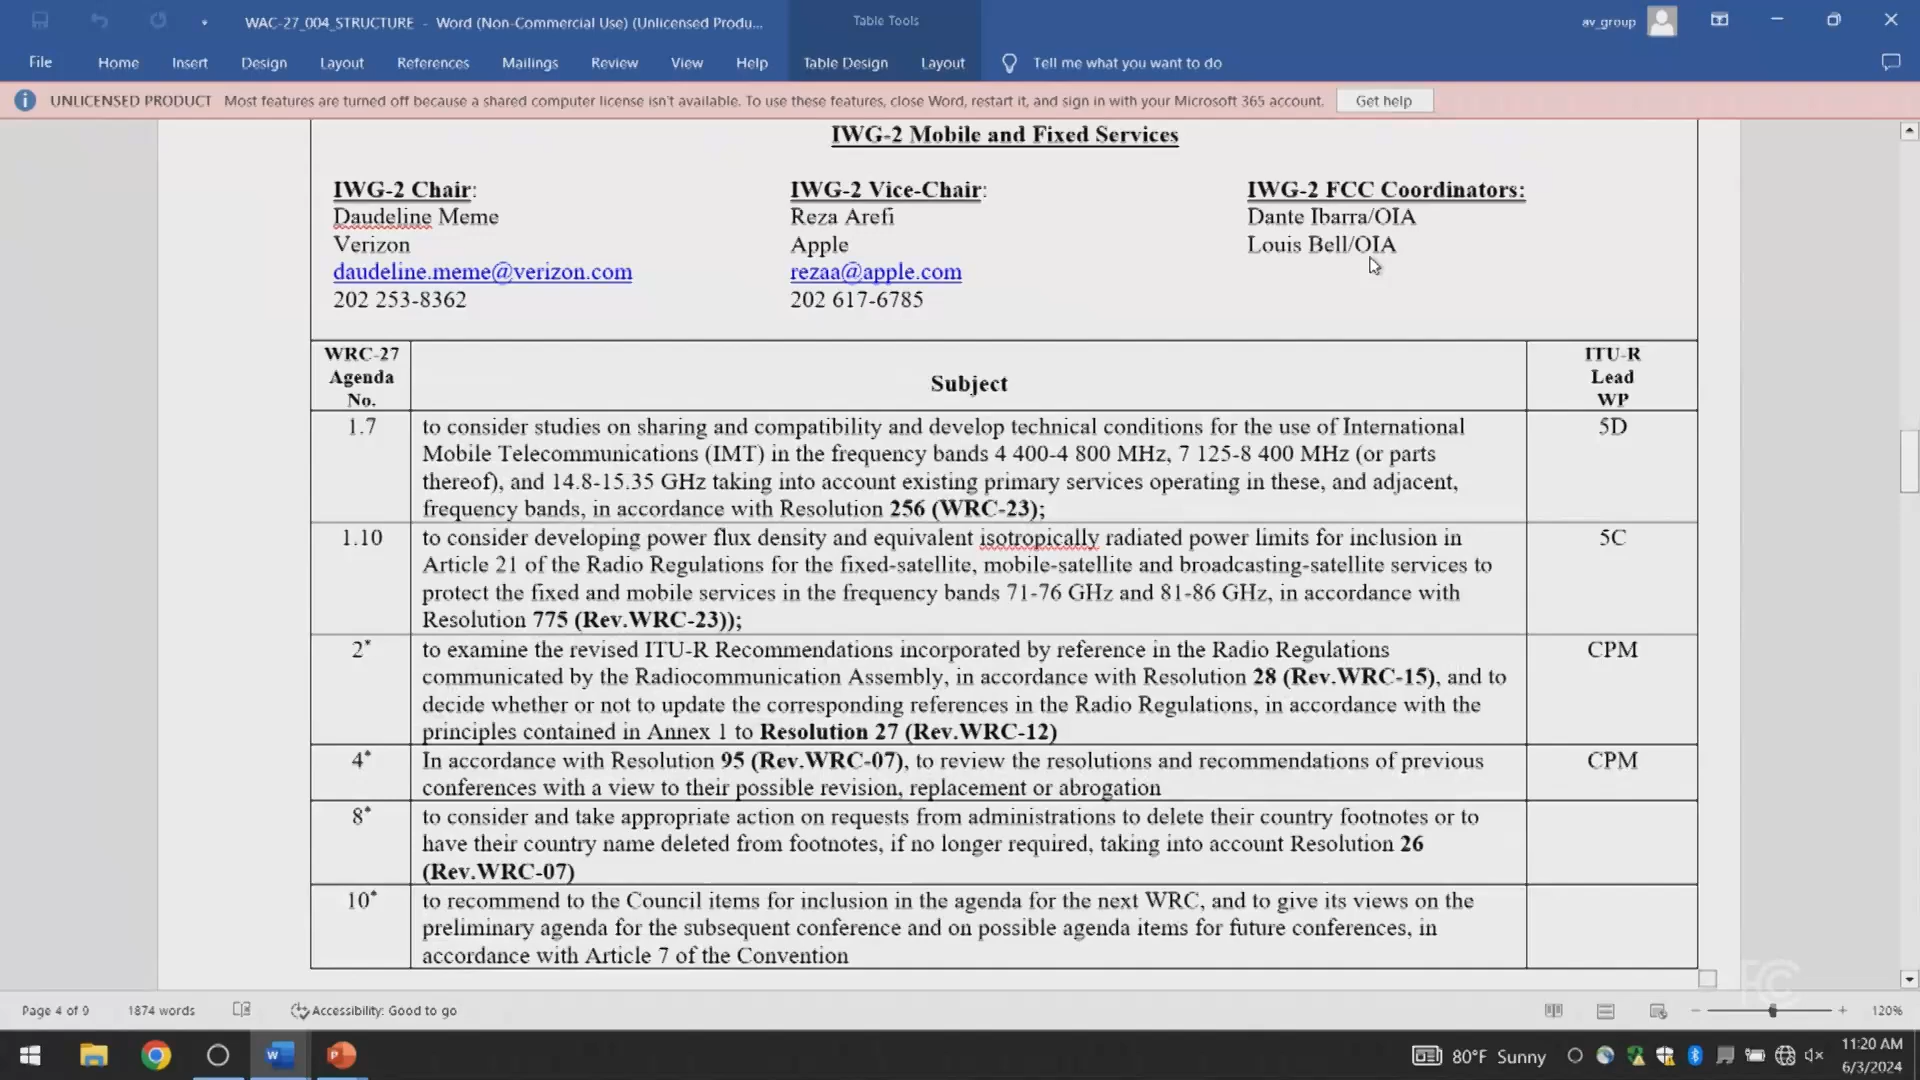 WAC-27_004_STRUCTURE - Word (Non-Commercial Use) (Unlicensed Produ...
Table Tools
av_group
File Home Insert Design Layout References Mailings Review View Help Table Design Layout Tell me what you want to do
UNLICENSED PRODUCT Most features are turned off because a shared computer license isn't available. To use these features, close Word, restart it, and sign in with your Microsoft 365 account. Get help
IWG-2 Mobile and Fixed Services
IWG-2 Chair: IWG-2 Vice-Chair: IWG-2 FCC Coordinators:
Daudeline Meme Reza Arefi Dante Ibarra/OIA
Verizon Apple Louis Bell/OIA
daudeline.meme@verizon.com rezaa@apple.com
202 253-8362 202 617-6785
WRC-27
Agenda
No.
Subject
ITU-R
Lead
WP
1.7 to consider studies on sharing and compatibility and develop technical conditions for the use of International 5D
Mobile Telecommunications (IMT) in the frequency bands 4 400-4 800 MHz, 7 125-8 400 MHz (or parts
thereof), and 14.8-15.35 GHz taking into account existing primary services operating in these, and adjacent,
frequency bands, in accordance with Resolution 256 (WRC-23);
1.10 to consider developing power flux density and equivalent isotropically radiated power limits for inclusion in 5C
Article 21 of the Radio Regulations for the fixed-satellite, mobile-satellite and broadcasting-satellite services to
protect the fixed and mobile services in the frequency bands 71-76 GHz and 81-86 GHz, in accordance with
Resolution 775 (Rev.WRC-23));
2* to examine the revised ITU-R Recommendations incorporated by reference in the Radio Regulations CPM
communicated by the Radiocommunication Assembly, in accordance with Resolution 28 (Rev.WRC-15), and to
decide whether or not to update the corresponding references in the Radio Regulations, in accordance with the
principles contained in Annex 1 to Resolution 27 (Rev.WRC-12)
4* In accordance with Resolution 95 (Rev.WRC-07), to review the resolutions and recommendations of previous CPM
conferences with a view to their possible revision, replacement or abrogation
8* to consider and take appropriate action on requests from administrations to delete their country footnotes or to
have their country name deleted from footnotes, if no longer required, taking into account Resolution 26
(Rev.WRC-07)
10* to recommend to the Council items for inclusion in the agenda for the next WRC, and to give its views on the
preliminary agenda for the subsequent conference and on possible agenda items for future conferences, in
accordance with Article 7 of the Convention
FCC
Page 4 of 9 1874 words Accessibility: Good to go 120%
80°F Sunny
11:20 AM
6/3/2024